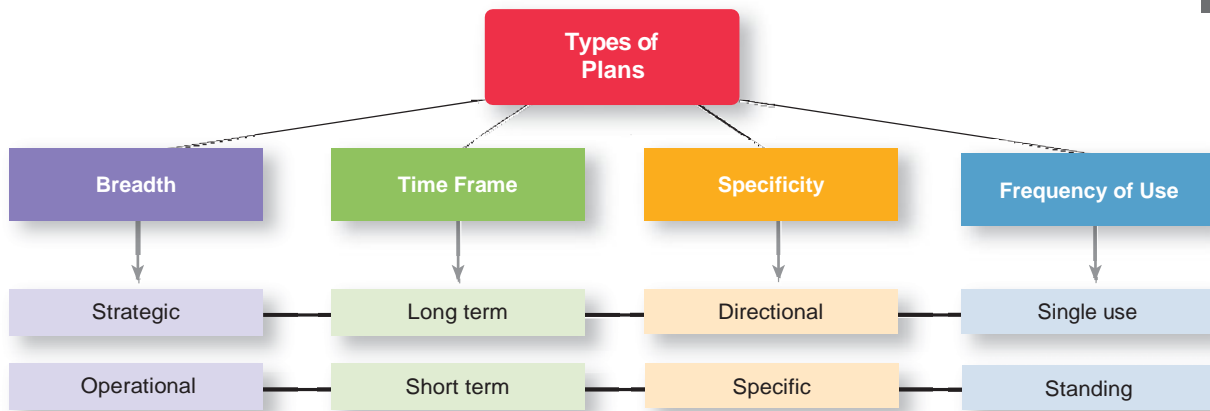 Types of
Plans
Breadth
Time Frame
Specificity
Frequency of Use
Strategic
Long term
Directional
Single use
Operational
Short term
Specific
Standing